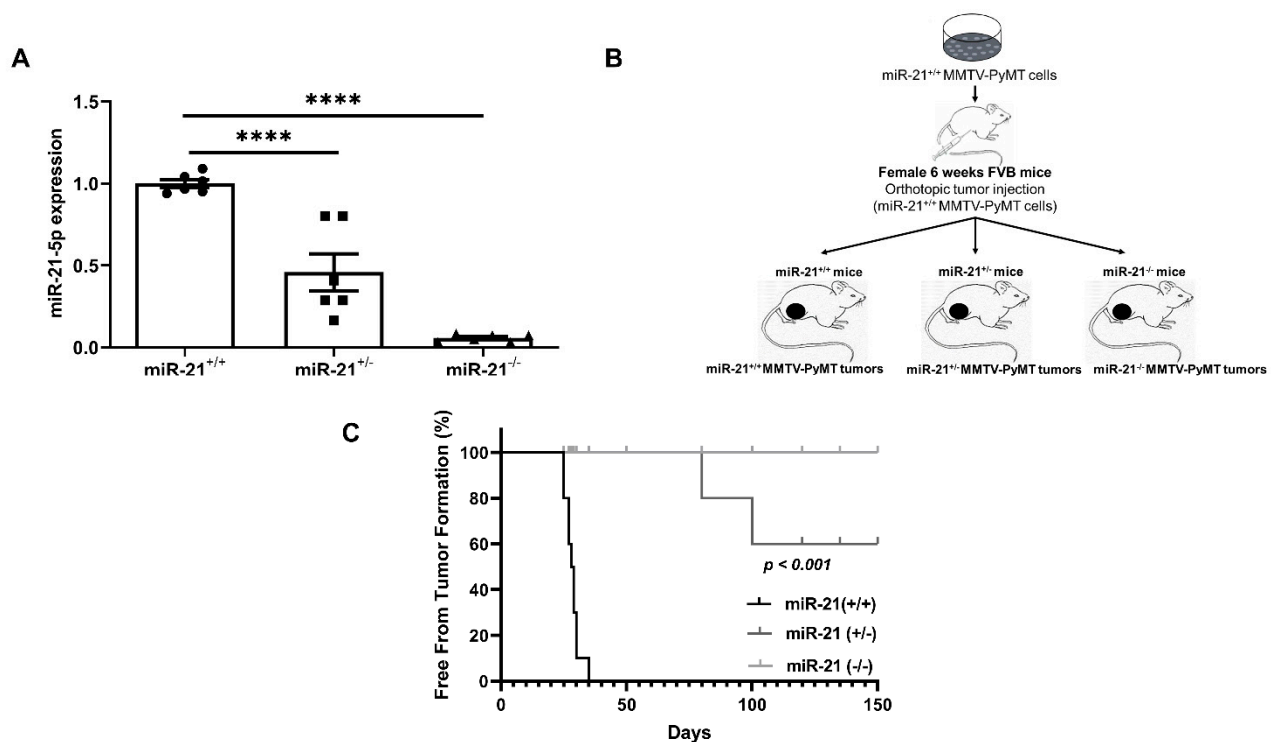 A
****
****
miR-21-5p expression
1.5
1.0
0.5
0.0
miR-21+/+
miR-21+/-
miR-21-/-
B
miR-21+/+ MMTV-PyMT cells
Female 6 weeks FVB mice
Orthotopic tumor injection
(miR-21+/+ MMTV-PyMT cells)
miR-21+/+ mice
miR-21+/- mice
miR-21-/- mice
miR-21+/+ MMTV-PyMT tumors
miR-21+/- MMTV-PyMT tumors
miR-21-/- MMTV-PyMT tumors
C
Free From Tumor Formation (%)
100
80
60
40
20
0
p < 0.001
miR-21(+/+)
miR-21 (+/-)
miR-21 (-/-)
0
50
100
150
Days